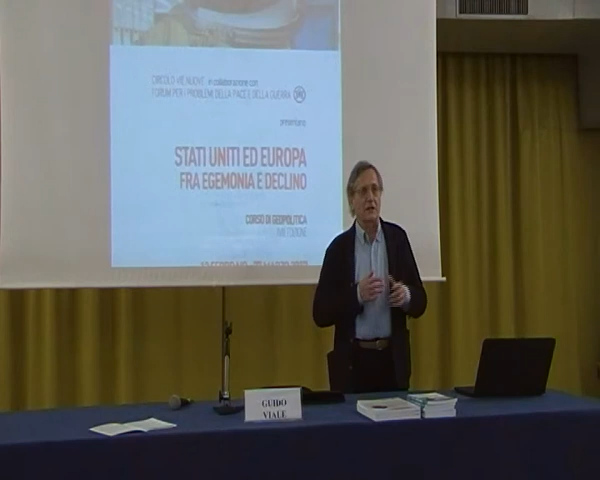 CIRCOLO VIE NUOVE in collaborazione con
FORUM PER I PROBLEMI DELLA PACE E DELLA GUERRA
presentano
STATI UNITI ED EUROPA
FRA EGEMONIA E DECLINO
CORSO DI GEOPOLITICA
EDIZIONE
GUIDO
VIALE